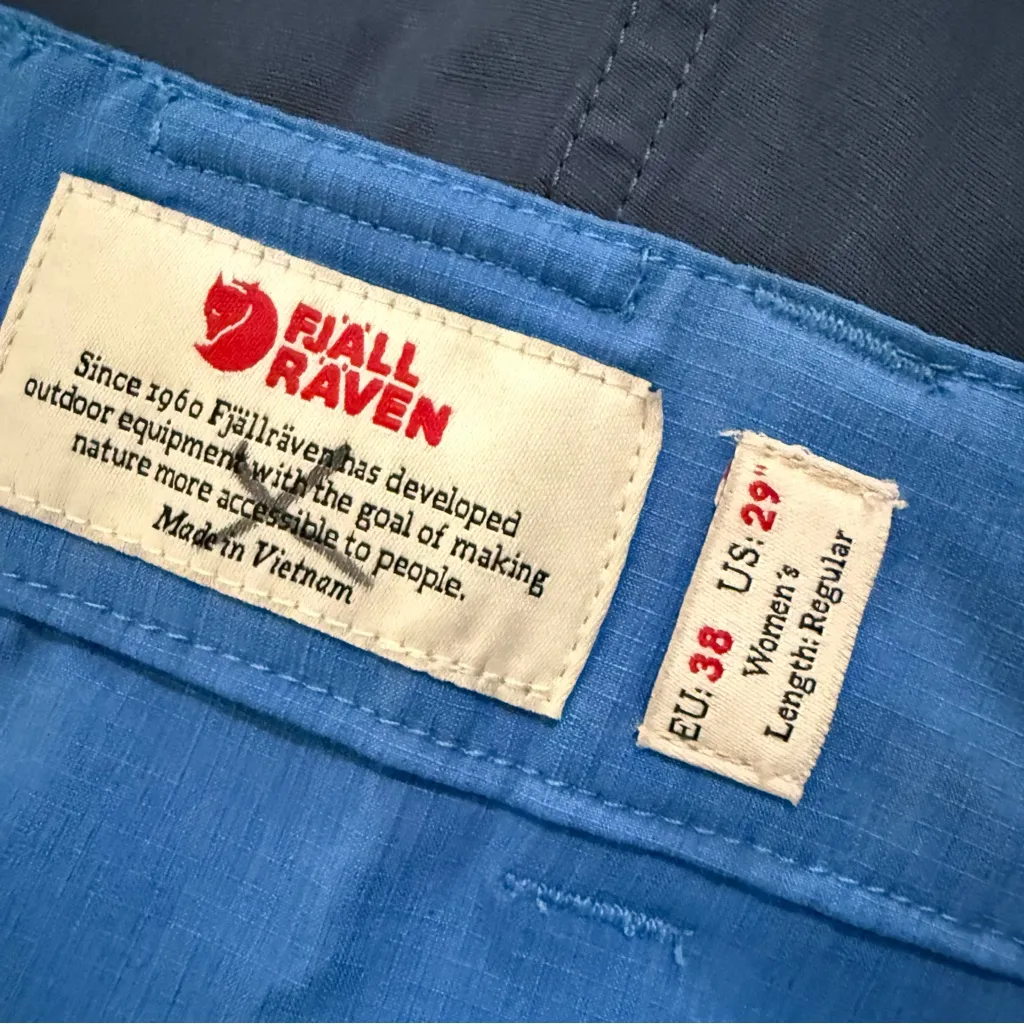 FJÄLL
RÄVEN
Since 1960 Fjällräven has developed
outdoor equipment with the goal of making
nature more accessible to people.
Made in Vietnam
EU: 38 US: 29"
Women's
Length: Regular